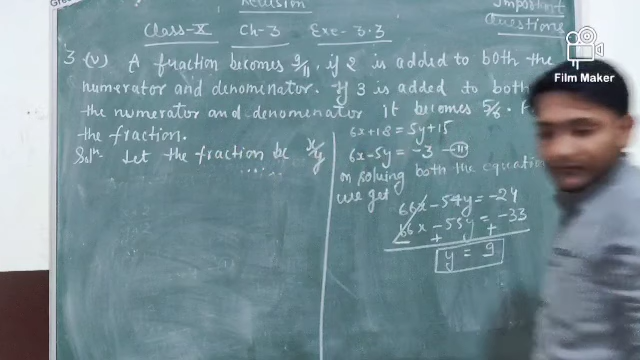 Revision
Important
Questions
Class-X Ch-3 Exe-3.3
3 (v) A fraction becomes 9/11, if 2 is added to both the
numerator and denominator. If 3 is added to both
the numerator and denominator it becomes 5/6.
the fraction.
Solⁿ. Let the fraction be x/y
6x+18 = 5y+15
6x-5y = -3 -(ii)
on solving both the equation
we get
66x - 54y = -24
66x - 55y = -33
- + +
y = 9
Film Maker